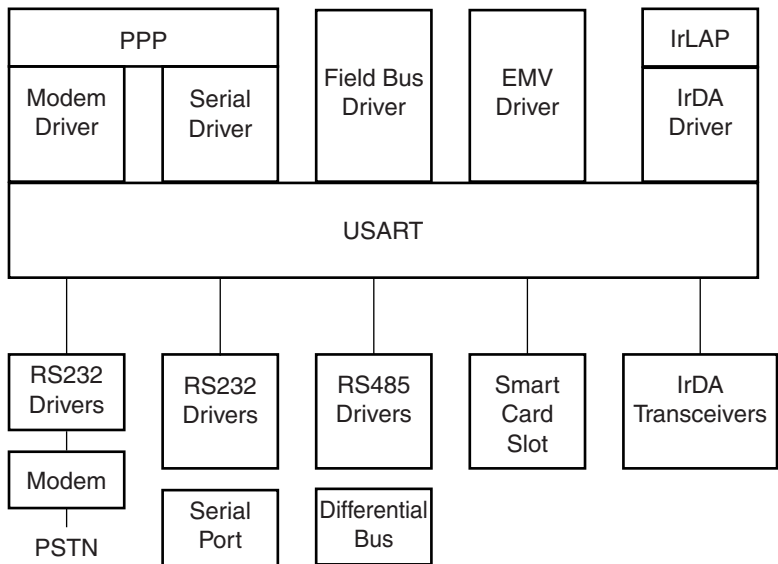 PPP
IrLAP
Modem
Driver
Serial
Driver
Field Bus
Driver
EMV
Driver
IrDA
Driver
USART
RS232
Drivers
RS232
Drivers
RS485
Drivers
Smart
Card
Slot
IrDA
Transceivers
Modem
Serial
Port
Differential
Bus
PSTN